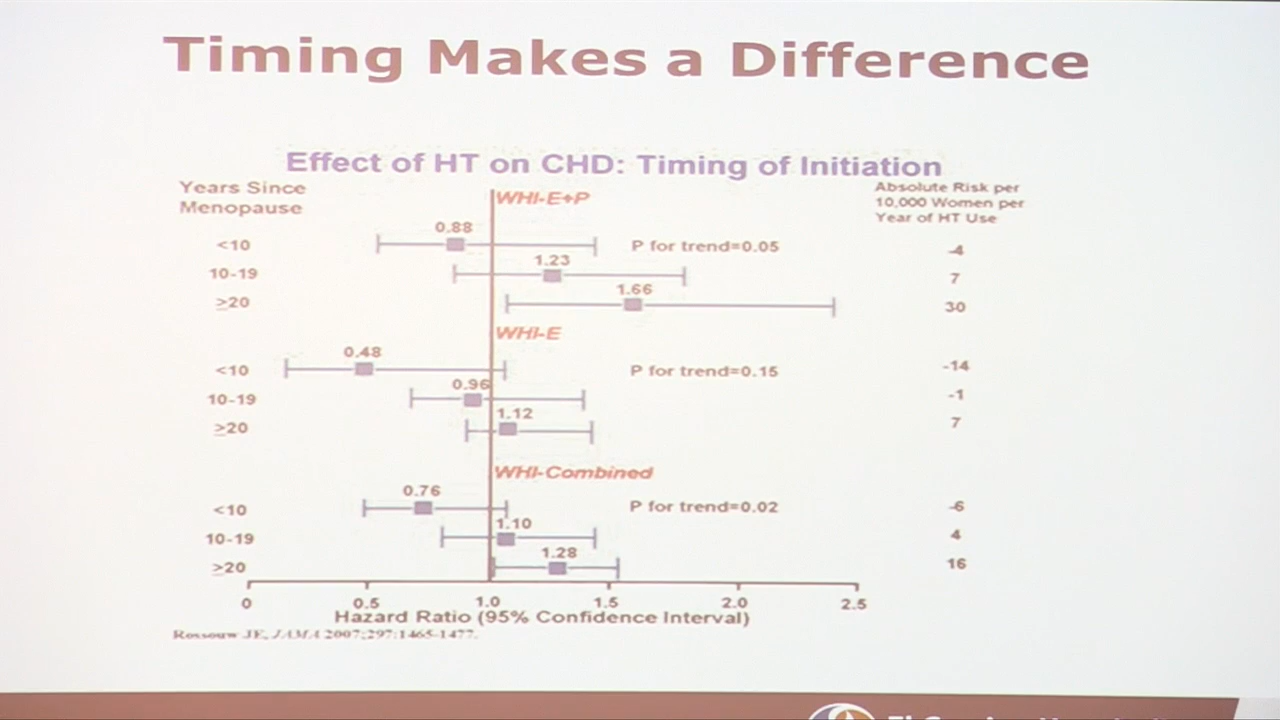 Timing Makes a Difference
Effect of HT on CHD: Timing of Initiation
Years Since
Menopause
Absolute Risk per
10,000 Women per
Year of HT Use
WHI-E+P
0.88
<10
P for trend=0.05
-4
1.23
10-19
7
1.66
≥20
30
WHI-E
0.48
<10
P for trend=0.15
-14
0.96
10-19
-1
1.12
≥20
7
WHI-Combined
0.76
<10
P for trend=0.02
-6
1.10
10-19
4
1.28
≥20
16
0 0.5 1.0 1.5 2.0 2.5
Hazard Ratio (95% Confidence Interval)
Rossouw JE, JAMA 2007;297:1465-1477.